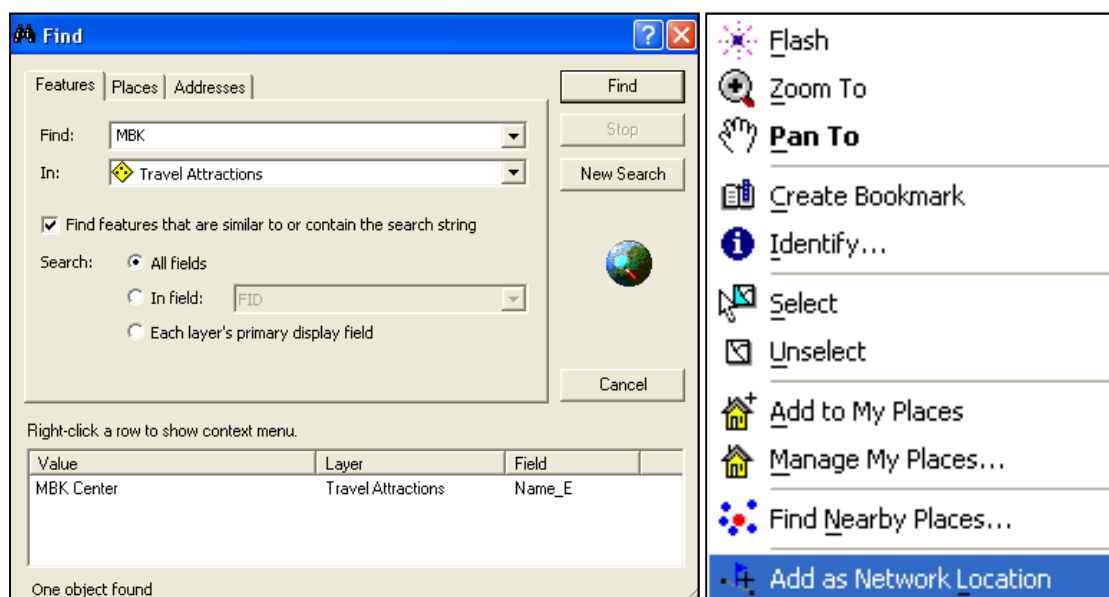 Find
Features Places Addresses
Find
Find: MBK
Stop
In: Travel Attractions
New Search
Find features that are similar to or contain the search string
Search: All fields
In field: FID
Each layer's primary display field
Cancel
Right-click a row to show context menu.
Value Layer Field
MBK Center Travel Attractions Name_E
One object found
Flash
Zoom To
Pan To
Create Bookmark
Identify...
Select
Unselect
Add to My Places
Manage My Places...
Find Nearby Places...
Add as Network Location